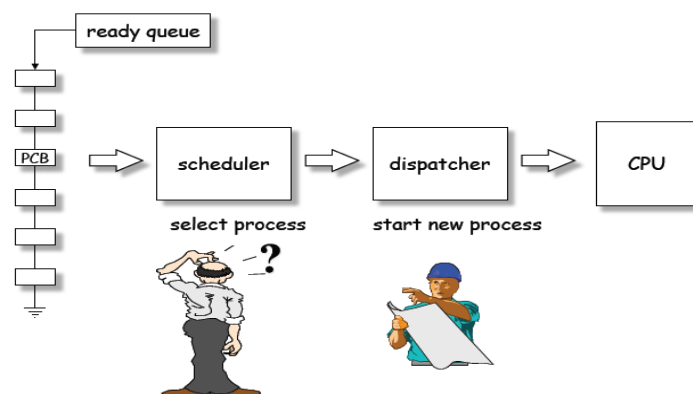 ready queue
PCB
scheduler
dispatcher
CPU
select process
start new process
?